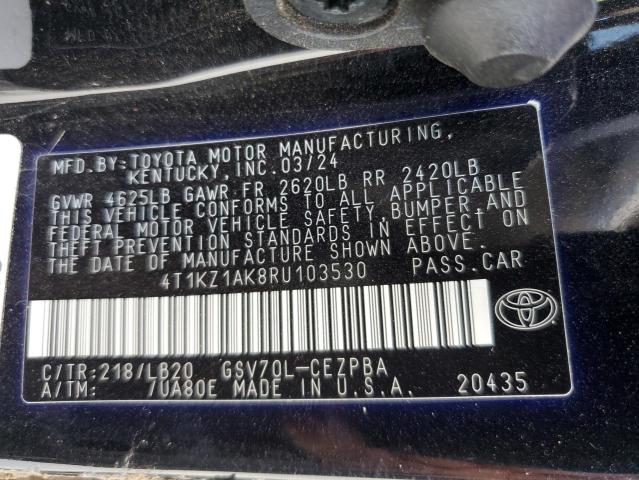 MFD.BY:TOYOTA MOTOR MANUFACTURING,
KENTUCKY,INC.03/24
GVWR 4625LB GAWR FR 2620LB RR 2420LB
THIS VEHICLE CONFORMS TO ALL APPLICABLE
FEDERAL MOTOR VEHICLE SAFETY,BUMPER,AND
THEFT PREVENTION STANDARDS IN EFFECT ON
THE DATE OF MANUFACTURE SHOWN ABOVE.
4T1KZ1AK8RU103530 PASS.CAR
C/TR:218/LB20 GSV70L-CEZPBA
A/TM: 7UA80E MADE IN U.S.A. 20435